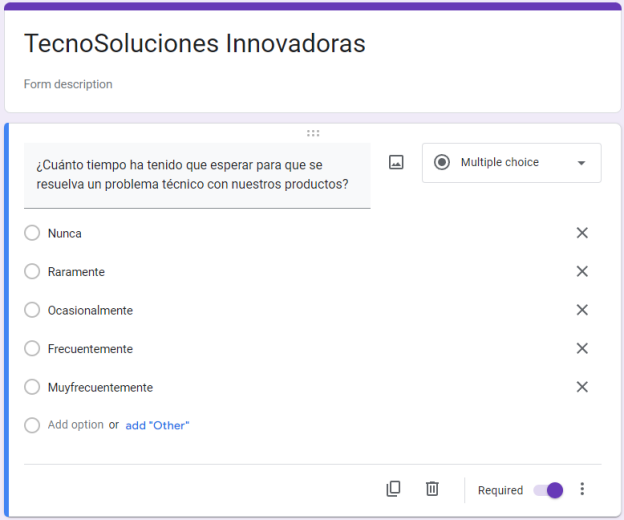 TecnoSoluciones Innovadoras
Form description
¿Cuánto tiempo ha tenido que esperar para que se
resuelva un problema técnico con nuestros productos?
Multiple choice
Nunca
Raramente
Ocasionalmente
Frecuentemente
Muyfrecuentemente
Add option or add "Other"
Required